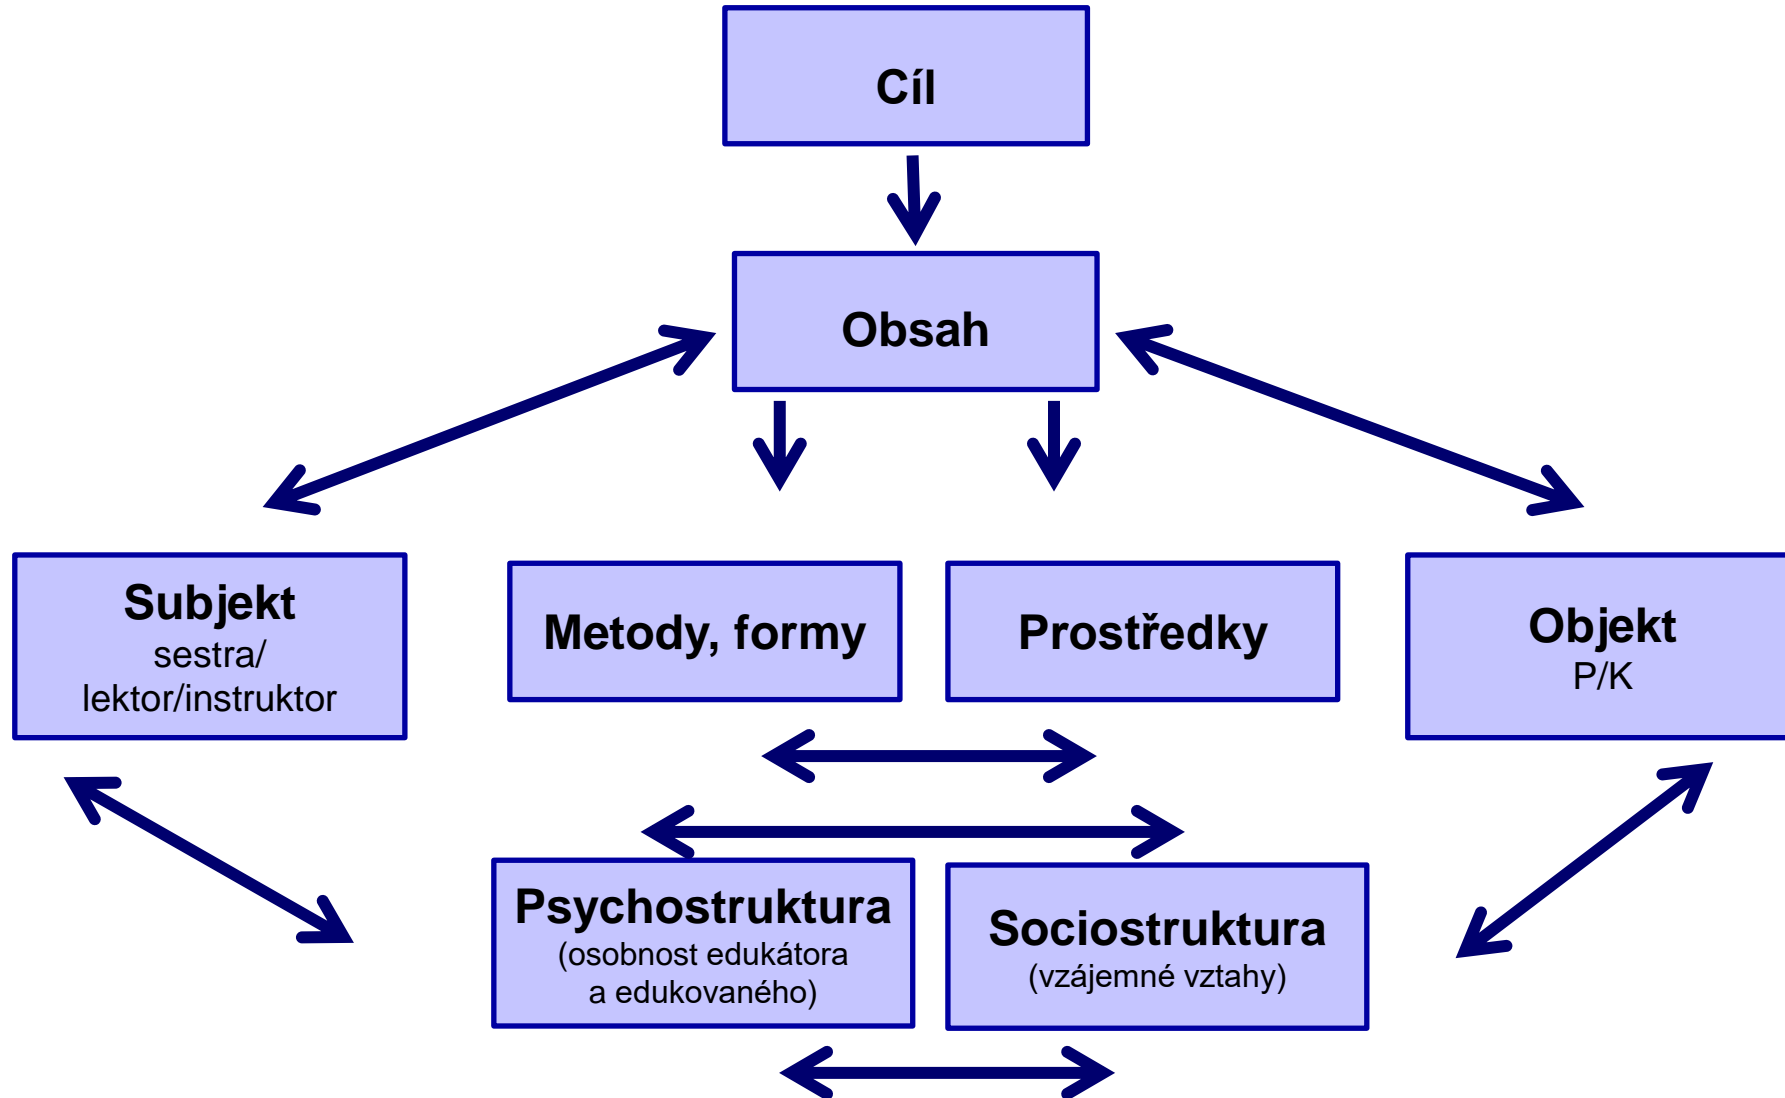 Cíl
Obsah
Subjekt
sestra/
lektor/instruktor
Metody, formy
Prostředky
Objekt
P/K
Psychostruktura
(osobnost edukátora
a edukovaného)
Sociostruktura
(vzájemné vztahy)